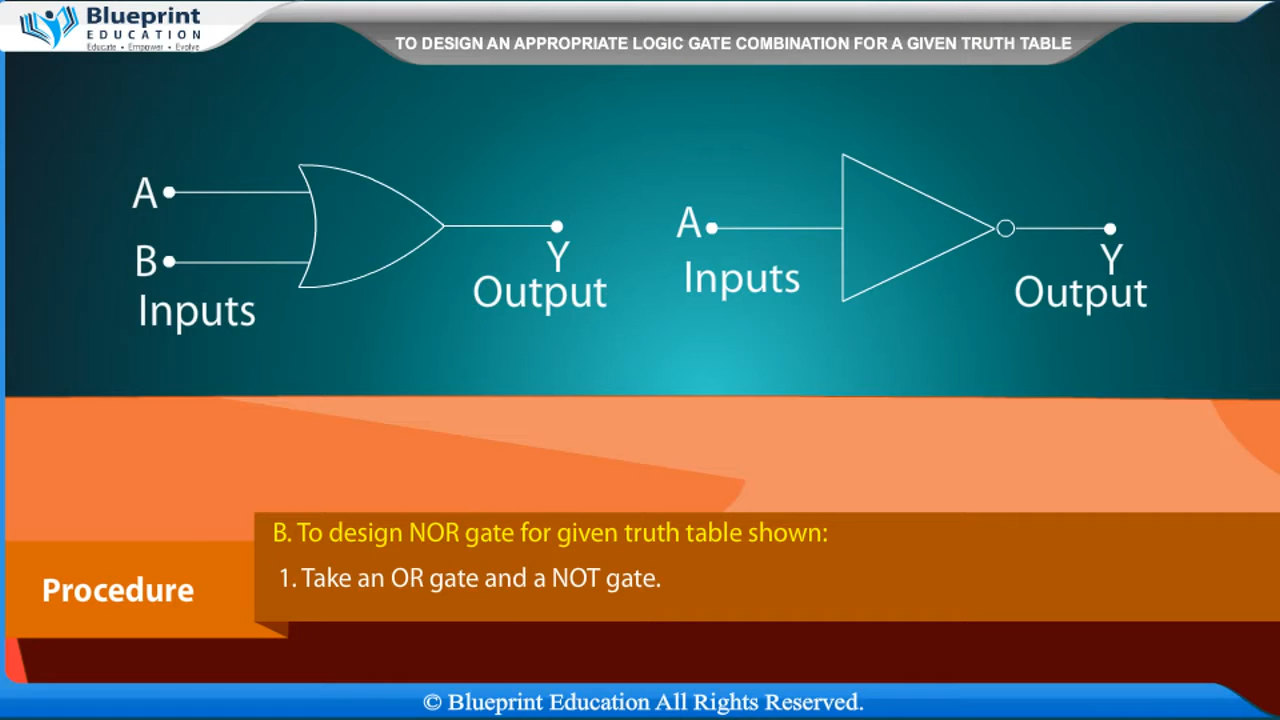 Blueprint
EDUCATION
Educate • Empower • Evolve
TO DESIGN AN APPROPRIATE LOGIC GATE COMBINATION FOR A GIVEN TRUTH TABLE
A
B
Inputs
Y
Output
A
Inputs
Y
Output
Procedure
B. To design NOR gate for given truth table shown:
1. Take an OR gate and a NOT gate.
© Blueprint Education All Rights Reserved.